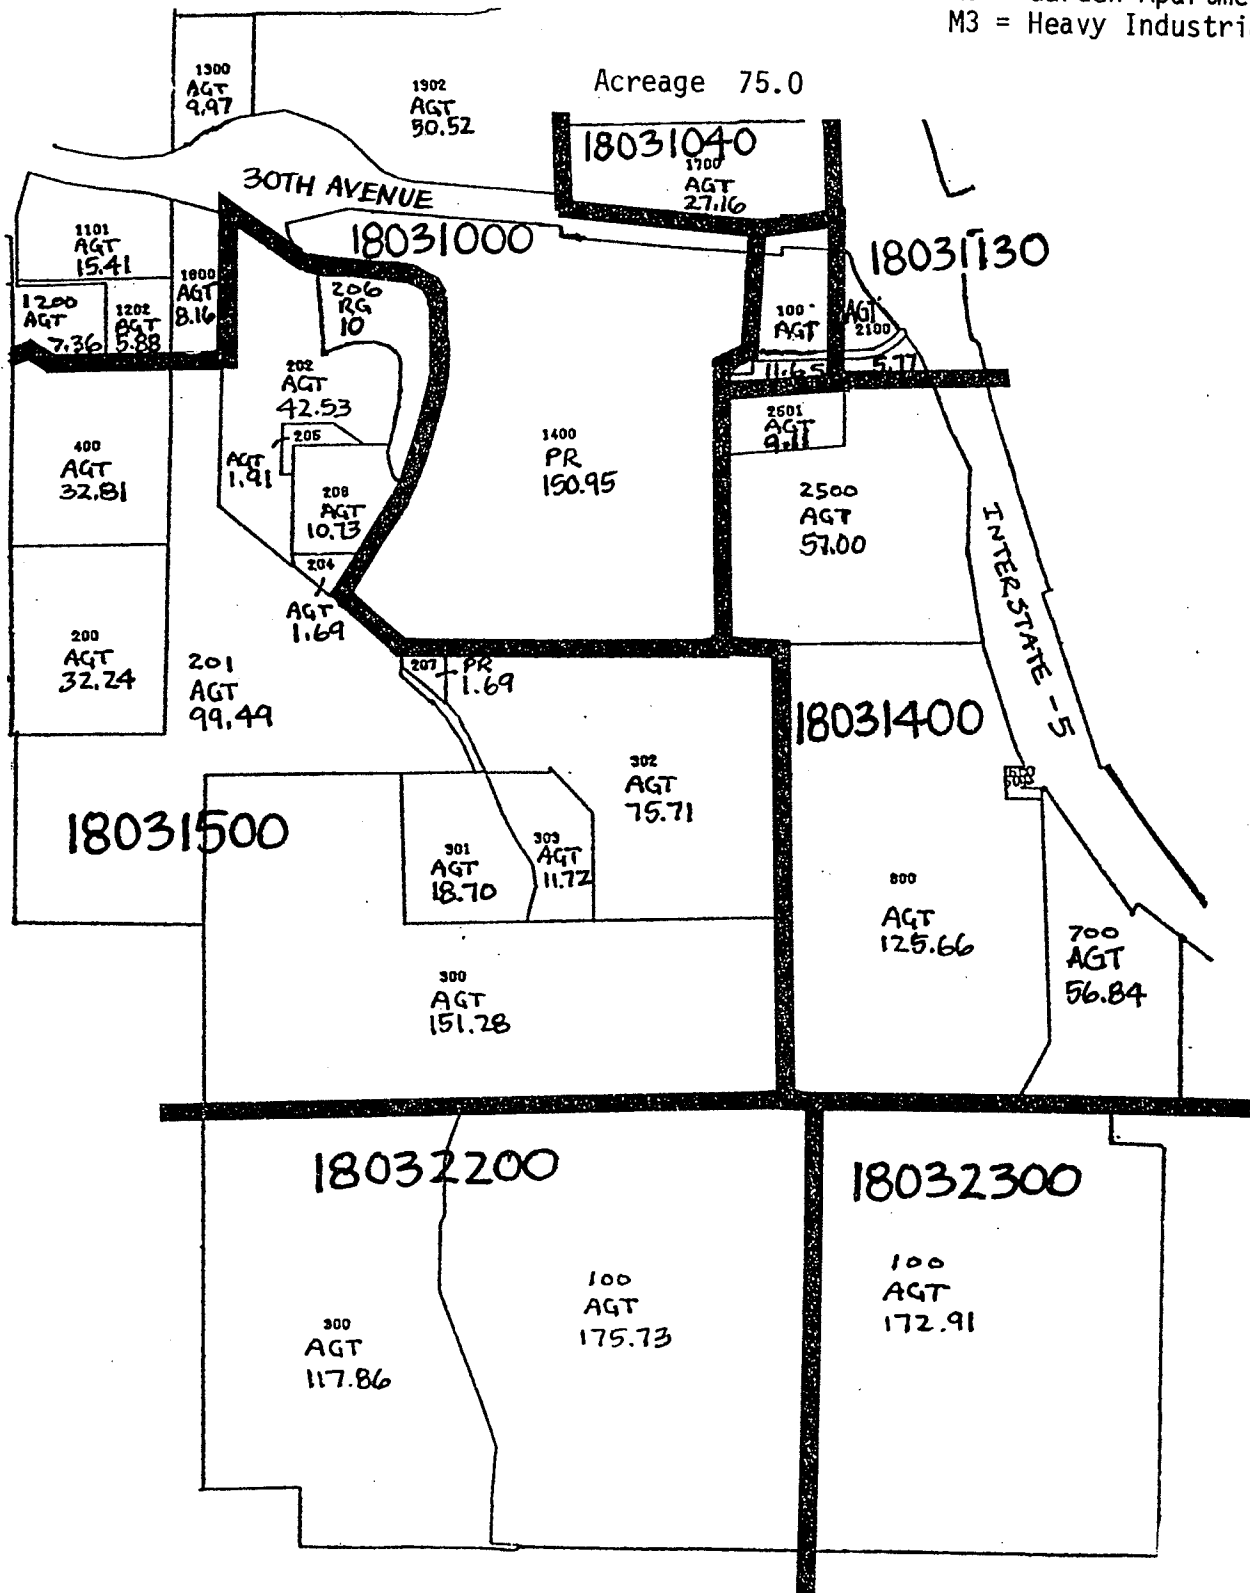 M3 = Heavy Industri
Acreage 75.0
1300
AGT
9.97
1902
AGT
50.52
18031040
1700
AGT
27.16
30TH AVENUE
18031000
18031130
1101
AGT
15.41
1800
AGT
8.16
1200
AGT
7.36
1202
AGT
5.88
206
RG
10
100
AGT
11.65
AGT
2100
5.77
202
AGT
42.53
205
AGT
1.91
208
AGT
10.73
204
AGT
1.69
1400
PR
150.95
2501
AGT
9.11
2500
AGT
57.00
INTERSTATE - 5
400
AGT
32.81
200
AGT
32.24
201
AGT
99.49
207
PR
1.69
302
AGT
75.71
18031400
18031500
301
AGT
18.70
303
AGT
11.72
800
AGT
125.66
700
AGT
56.84
300
AGT
151.28
18032200
18032300
300
AGT
117.86
100
AGT
175.73
100
AGT
172.91